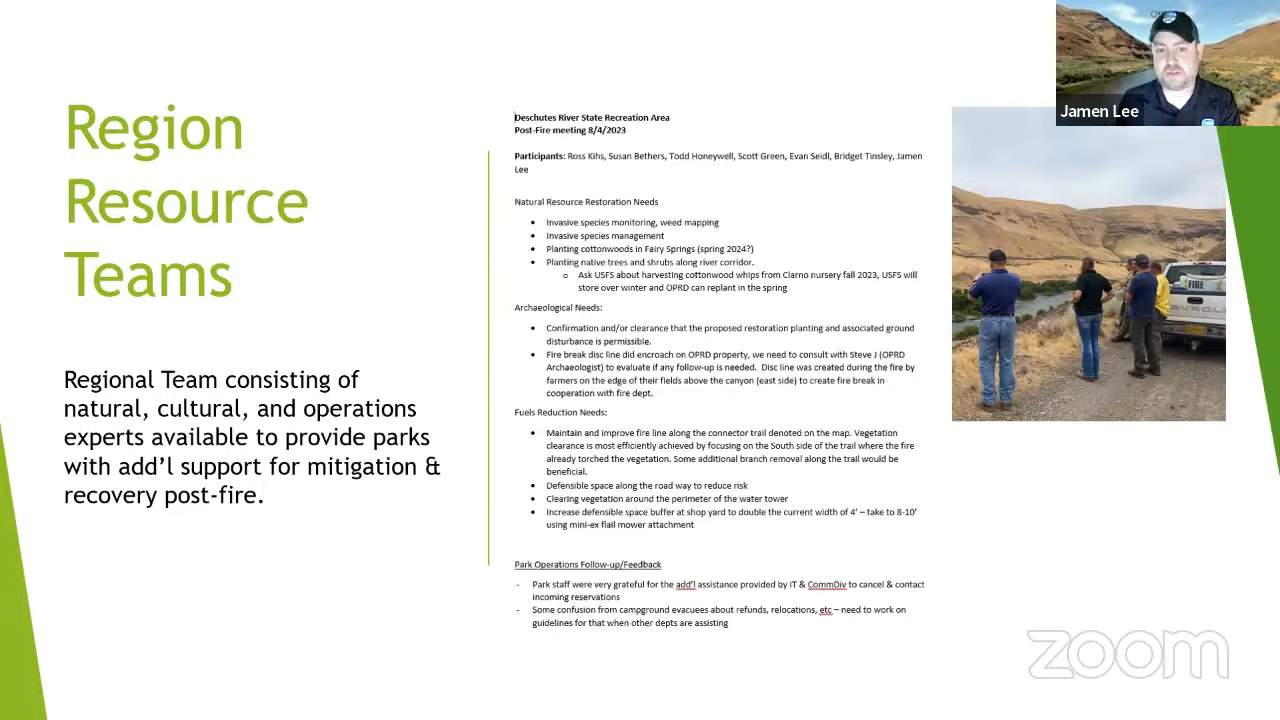 Region
Resource
Teams
Regional Team consisting of
natural, cultural, and operations
experts available to provide parks
with add’l support for mitigation &
recovery post-fire.
Deschutes River State Recreation Area
Post-Fire meeting 8/4/2023
Participants: Ross Kihs, Susan Bethers, Todd Honeywell, Scott Green, Evan Seidl, Bridget Tinsley, Jamen
Lee
Natural Resource Restoration Needs
• Invasive species monitoring, weed mapping
• Invasive species management
• Planting cottonwoods in Fairy Springs (spring 2024?)
• Planting native trees and shrubs along river corridor.
o Ask USFS about harvesting cottonwood whips from Clarno nursery fall 2023, USFS will
store over winter and OPRD can replant in the spring
Archaeological Needs:
• Confirmation and/or clearance that the proposed restoration planting and associated ground
disturbance is permissible.
• Fire break disc line did encroach on OPRD property, we need to consult with Steve J (OPRD
Archaeologist) to evaluate if any follow-up is needed.  Disc line was created during the fire by
farmers on the edge of their fields above the canyon (east side) to create fire break in
cooperation with fire dept.
Fuels Reduction Needs:
• Maintain and improve fire line along the connector trail denoted on the map. Vegetation
clearance is most efficiently achieved by focusing on the South side of the trail where the fire
already torched the vegetation. Some additional branch removal along the trail would be
beneficial.
• Defensible space along the road way to reduce risk
• Clearing vegetation around the perimeter of the water tower
• Increase defensible space buffer at shop yard to double the current width of 4’ – take to 8-10’
using mini-ex flail mower attachment
Park Operations Follow-up/Feedback
- Park staff were very grateful for the add’l assistance provided by IT & CommDiv to cancel & contact
incoming reservations
- Some confusion from campground evacuees about refunds, relocations, etc – need to work on
guidelines for that when other depts are assisting
Jamen Lee
FIRE
CHEVROLET
zoom